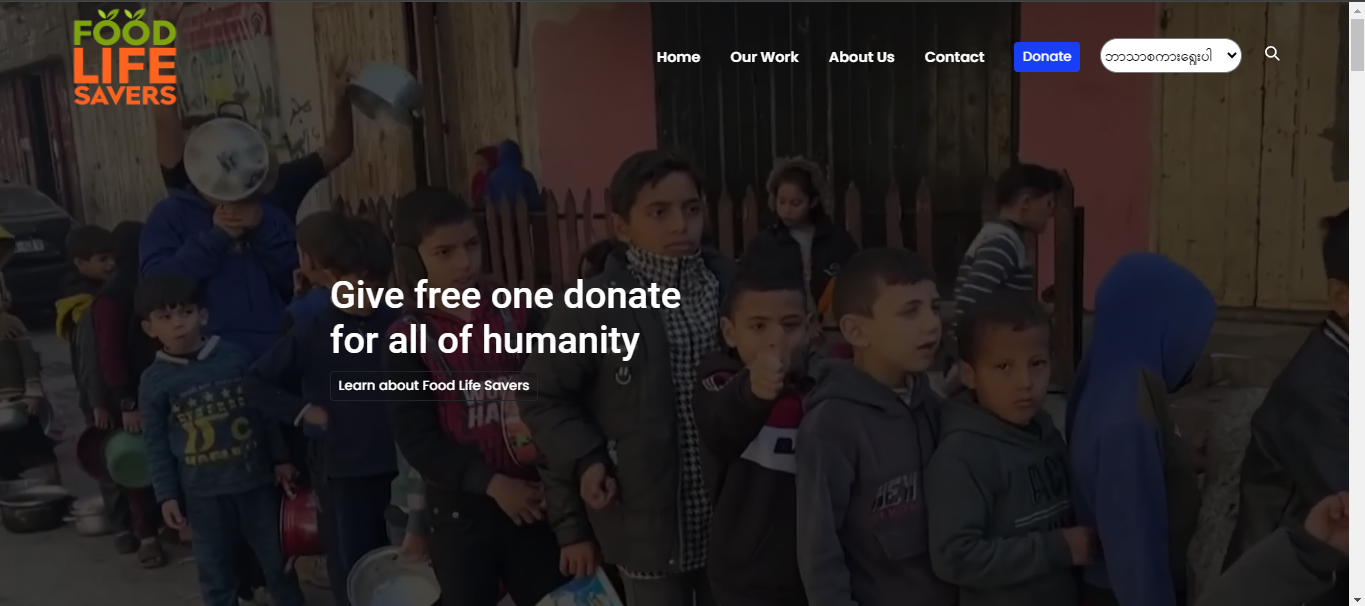 FOOD
LIFE
SAVERS
Home
Our Work
About Us
Contact
Donate
ဘာသာစကားရွေးပါ
Give free one donate
for all of humanity
Learn about Food Life Savers